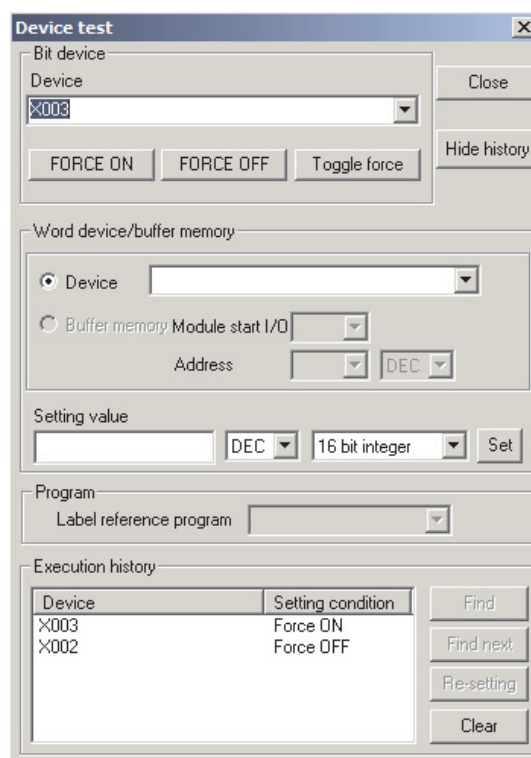 Device test
Bit device
Device
X003
Close
FORCE ON FORCE OFF Toggle force
Hide history
Word device/buffer memory
Device
Buffer memory Module start I/O
Address DEC
Setting value
DEC 16 bit integer Set
Program
Label reference program
Execution history
Device Setting condition
X003 Force ON
X002 Force OFF
Find
Find next
Re-setting
Clear